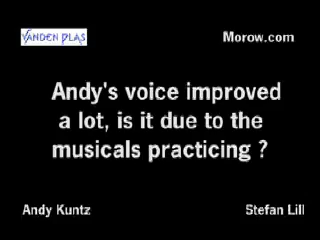 VANDEN PLAS
Morow.com
Andy's voice improved
a lot, is it due to the
musicals practicing ?
Andy Kuntz
Stefan Lill